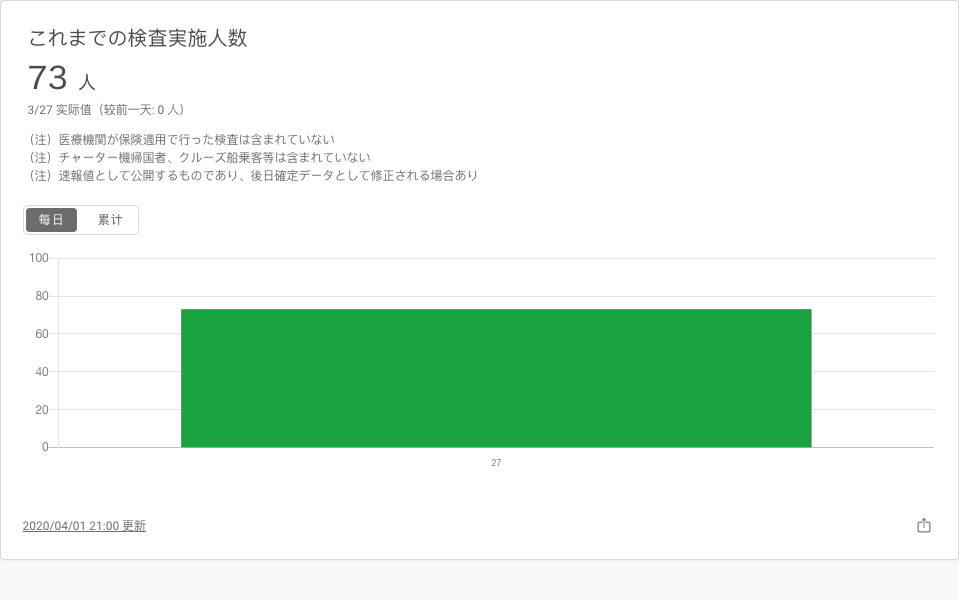 これまでの検査実施人数
73 人
3/27 实际值（较前一天: 0 人）
（注）医療機関が保険適用で行った検査は含まれていない
（注）チャーター機帰国者、クルーズ船乗客等は含まれていない
（注）速報値として公開するものであり、後日確定データとして修正される場合あり
每日 累计
100
80
60
40
20
0
27
2020/04/01 21:00 更新